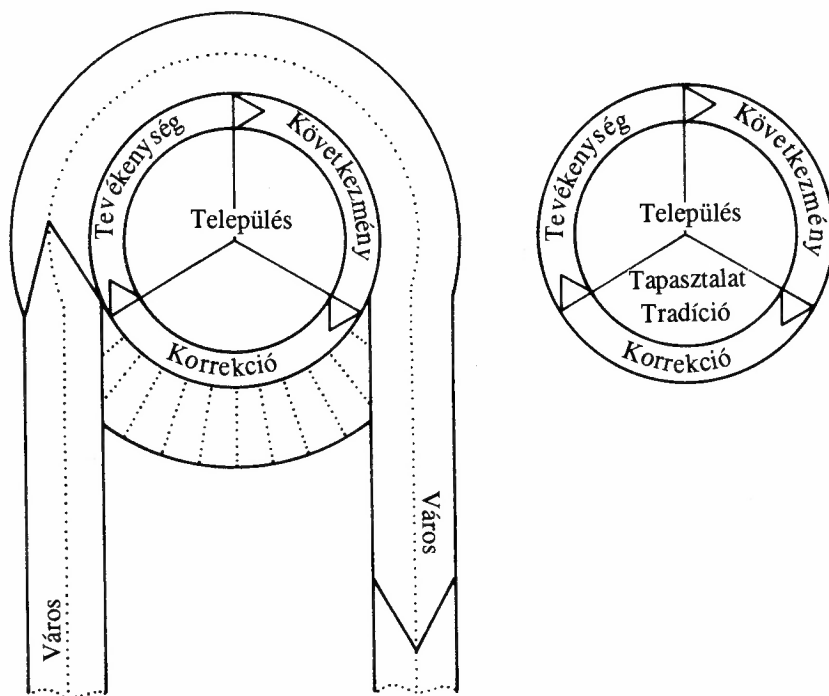 Tevékenység
Következmény
Település
Korrekció
Város
Város
Tevékenység
Következmény
Település
Tapasztalat
Tradíció
Korrekció